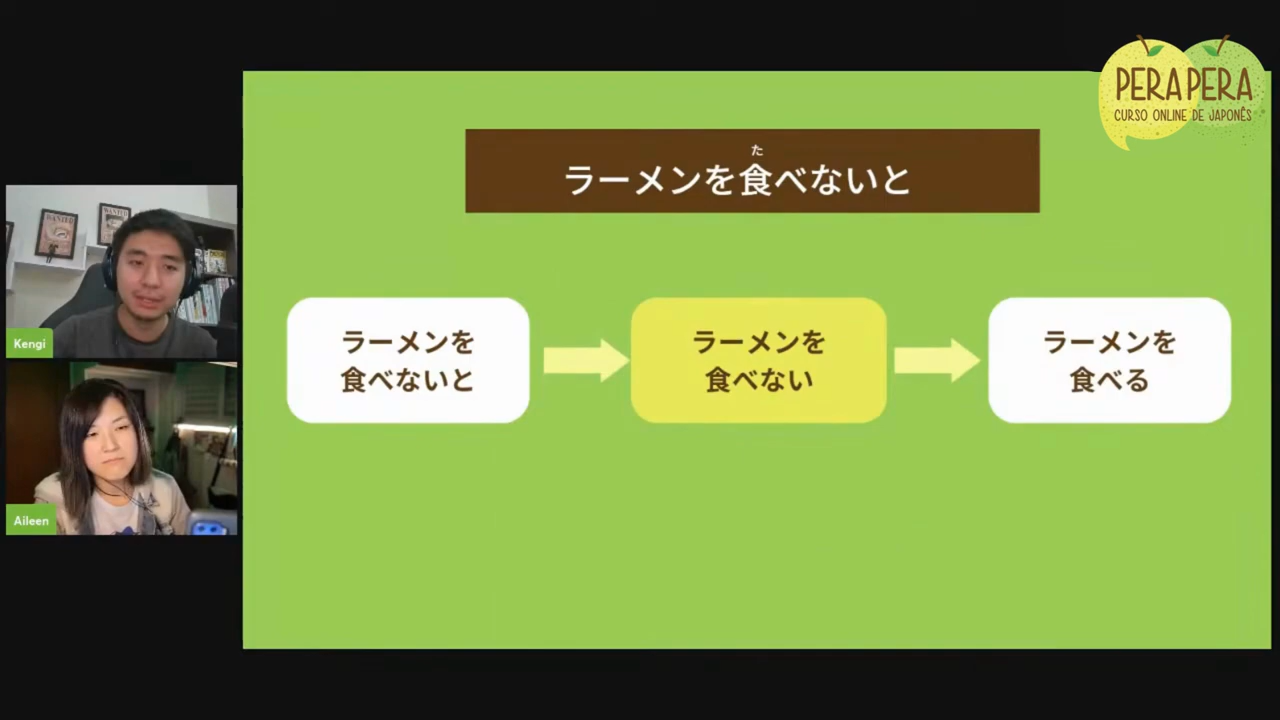 PERA PERA
CURSO ONLINE DE JAPONÊS
た
ラーメンを食べないと
ラーメンを
食べないと
ラーメンを
食べない
ラーメンを
食べる
WANTED
WANTED
Kengi
Aileen